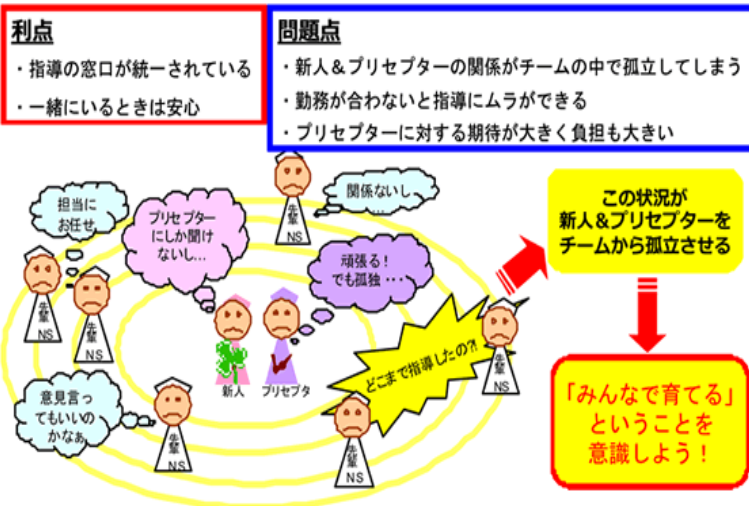 利点
・指導の窓口が統一されている
・一緒にいるときは安心
問題点
・新人&プリセプターの関係がチームの中で孤立してしまう
・勤務が合わないと指導にムラができる
・プリセプターに対する期待が大きく負担も大きい
担当に
お任せ
プリセプター
にしか聞け
ないし…
関係ないし
…
頑張る!
でも孤独・・・
意見言っ
てもいいの
かなぁ
どこまで指導したの?!
先輩
NS
先輩
NS
先輩
NS
先輩
NS
先輩
NS
先輩
NS
新人
プリセプタ
この状況が
新人&プリセプターを
チームから孤立させる
「みんなで育てる」
ということを
意識しよう!